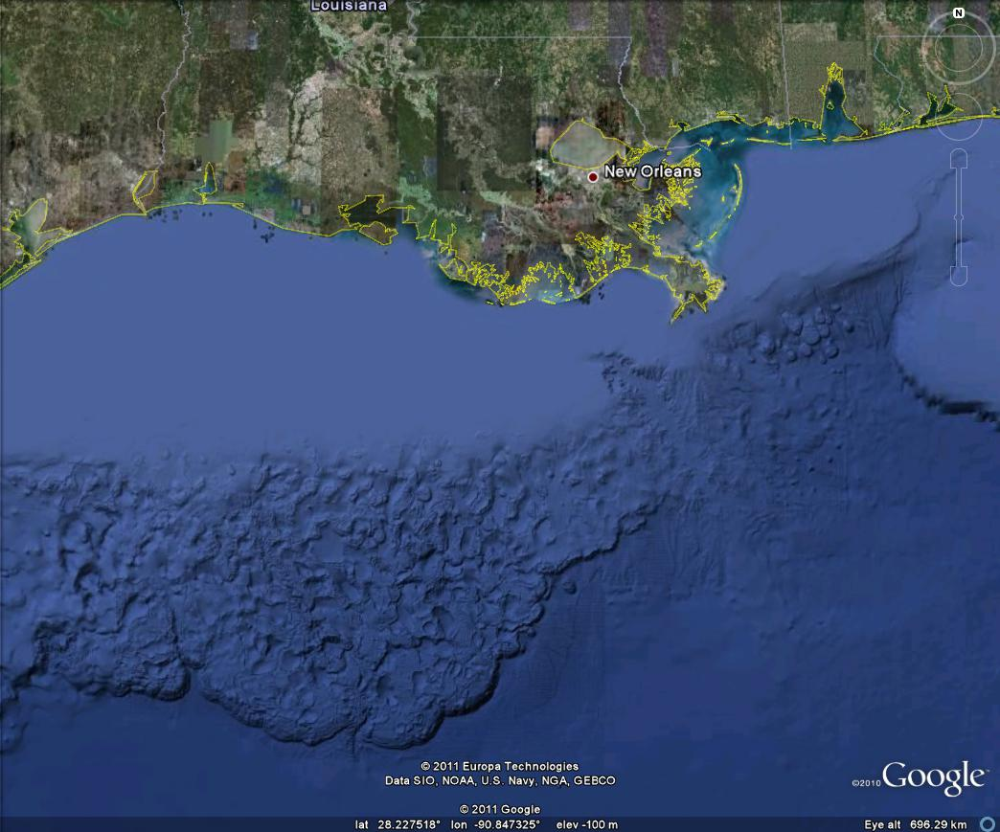 Louisiana
N
New Orleans
© 2011 Europa Technologies
Data SIO, NOAA, U.S. Navy, NGA, GEBCO
©2010 Google™
© 2011 Google
lat 28.227518° lon -90.847325° elev -100 m
Eye alt 696.29 km